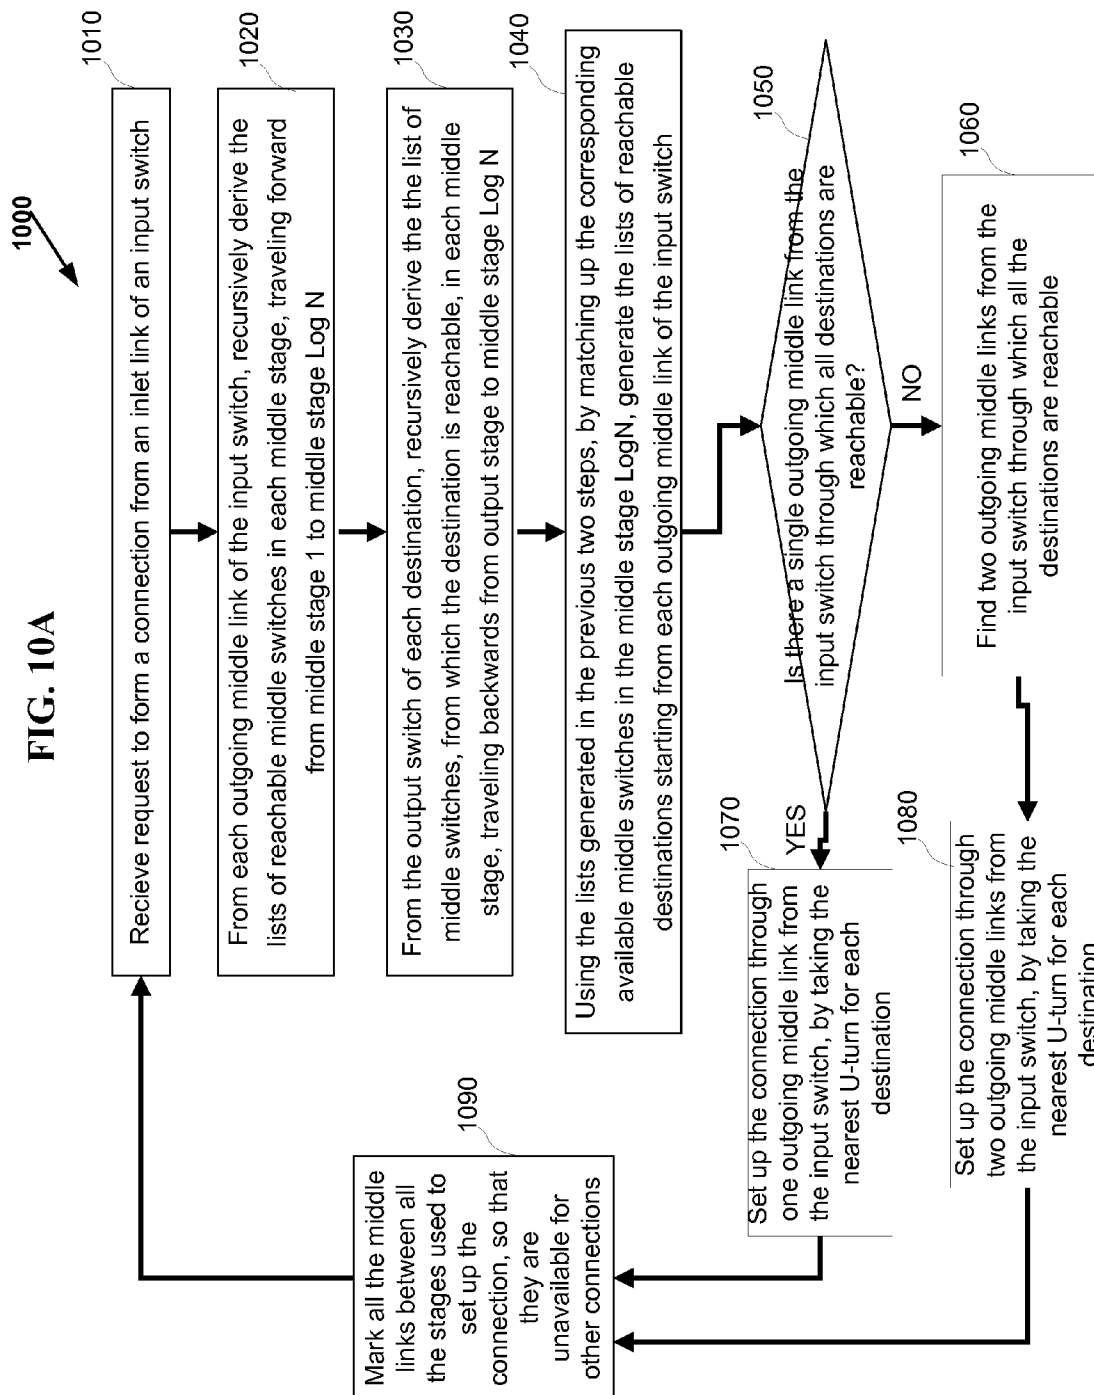 FIG. 10A
1000
1010
Recieve request to form a connection from an inlet link of an input switch
1020
From each outgoing middle link of the input switch, recursively derive the
lists of reachable middle switches in each middle stage, traveling forward
from middle stage 1 to middle stage Log N
1030
From the output switch of each destination, recursively derive the list of
middle switches, from which the destination is reachable, in each middle
stage, traveling backwards from output stage to middle stage Log N
1040
Using the lists generated in the previous two steps, by matching up the corresponding
available middle switches in the middle stage LogN, generate the lists of reachable
destinations starting from each outgoing middle link of the input switch
1050
Is there a single outgoing middle link from the
input switch through which all destinations are
reachable?
NO
YES
1060
Find two outgoing middle links from the
input switch through which all the
destinations are reachable
1070
Set up the connection through
one outgoing middle link from
the input switch, by taking the
nearest U-turn for each
destination
1080
Set up the connection through
two outgoing middle links from
the input switch, by taking the
nearest U-turn for each
destination
1090
Mark all the middle
links between all
the stages used to
set up the
connection, so that
they are
unavailable for
other connections